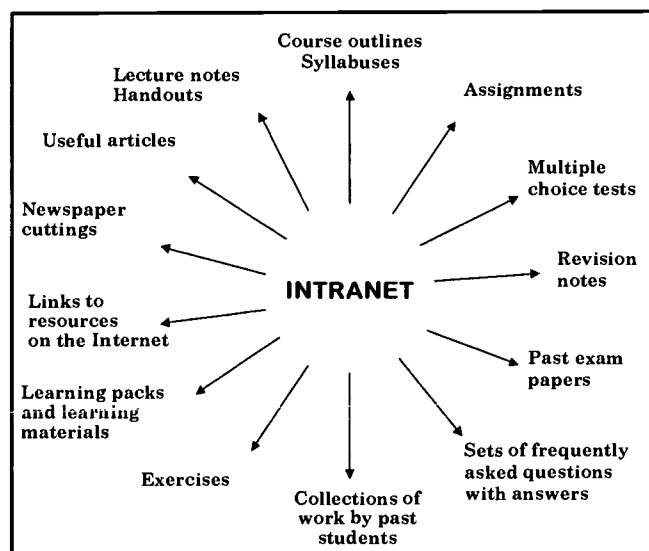 Course outlines
Syllabuses
Lecture notes
Handouts
Assignments
Useful articles
Multiple
choice tests
Newspaper
cuttings
Revision
notes
INTRANET
Links to
resources
on the Internet
Past exam
papers
Learning packs
and learning
materials
Sets of frequently
asked questions
with answers
Exercises
Collections of
work by past
students